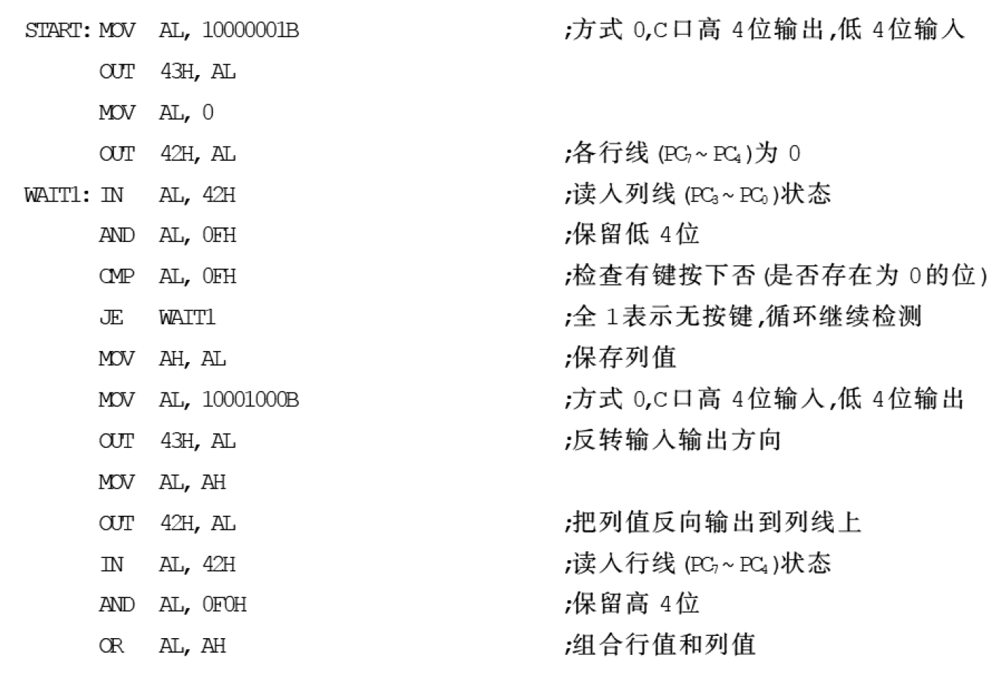 START: MOV AL, 10000001B ;方式 0,C口高 4位输出,低 4位输入
OUT 43H, AL
MOV AL, 0
OUT 42H, AL ;各行线(PC₇~PC₄)为 0
WAIT1: IN AL, 42H ;读入列线(PC₃~PC₀)状态
AND AL, 0FH ;保留低 4位
CMP AL, 0FH ;检查有键按下否(是否存在为 0的位)
JE WAIT1 ;全 1表示无按键,循环继续检测
MOV AH, AL ;保存列值
MOV AL, 10001000B ;方式 0,C口高 4位输入,低 4位输出
OUT 43H, AL ;反转输入输出方向
MOV AL, AH
OUT 42H, AL ;把列值反向输出到列线上
IN AL, 42H ;读入行线(PC₇~PC₄)状态
AND AL, 0F0H ;保留高 4位
OR AL, AH ;组合行值和列值